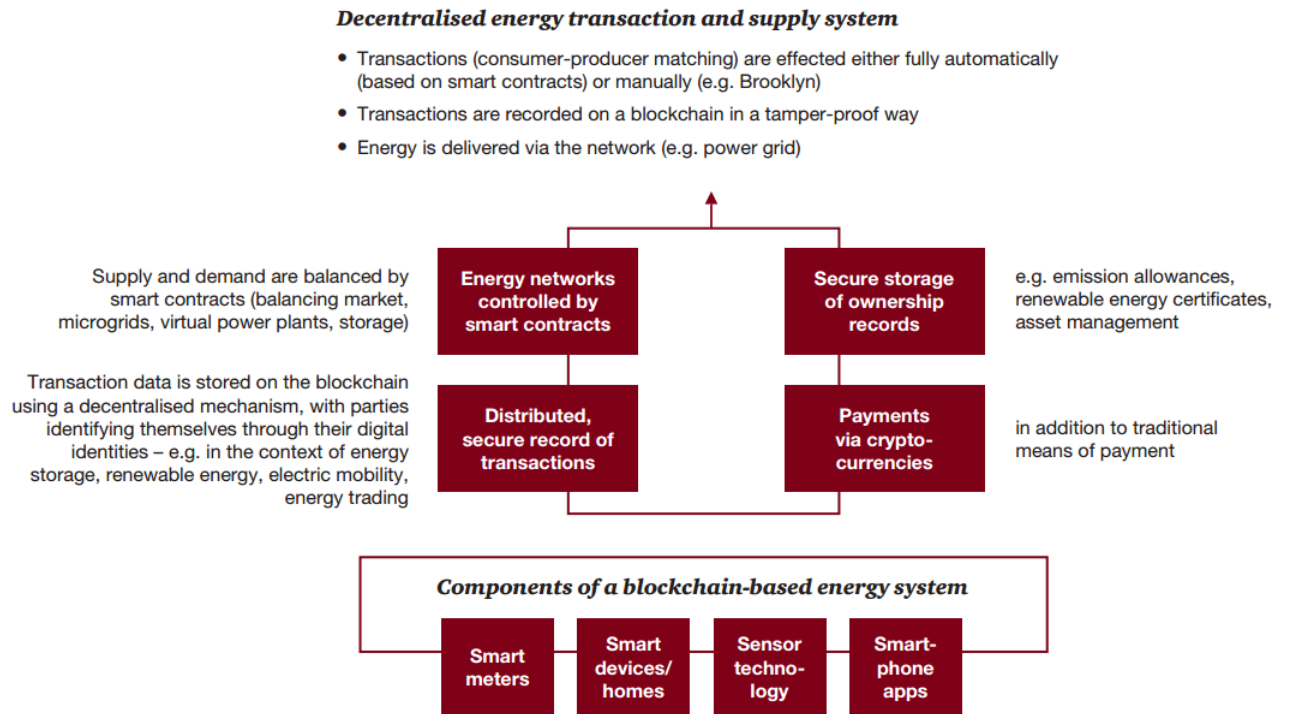 Decentralised energy transaction and supply system
• Transactions (consumer-producer matching) are effected either fully automatically
(based on smart contracts) or manually (e.g. Brooklyn)
• Transactions are recorded on a blockchain in a tamper-proof way
• Energy is delivered via the network (e.g. power grid)
Supply and demand are balanced by
smart contracts (balancing market,
microgrids, virtual power plants, storage)
Energy networks
controlled by
smart contracts
Secure storage
of ownership
records
e.g. emission allowances,
renewable energy certificates,
asset management
Transaction data is stored on the blockchain
using a decentralised mechanism, with parties
identifying themselves through their digital
identities – e.g. in the context of energy
storage, renewable energy, electric mobility,
energy trading
Distributed,
secure record of
transactions
Payments
via crypto-
currencies
in addition to traditional
means of payment
Components of a blockchain-based energy system
Smart
meters
Smart
devices/
homes
Sensor
techno-
logy
Smart-
phone
apps